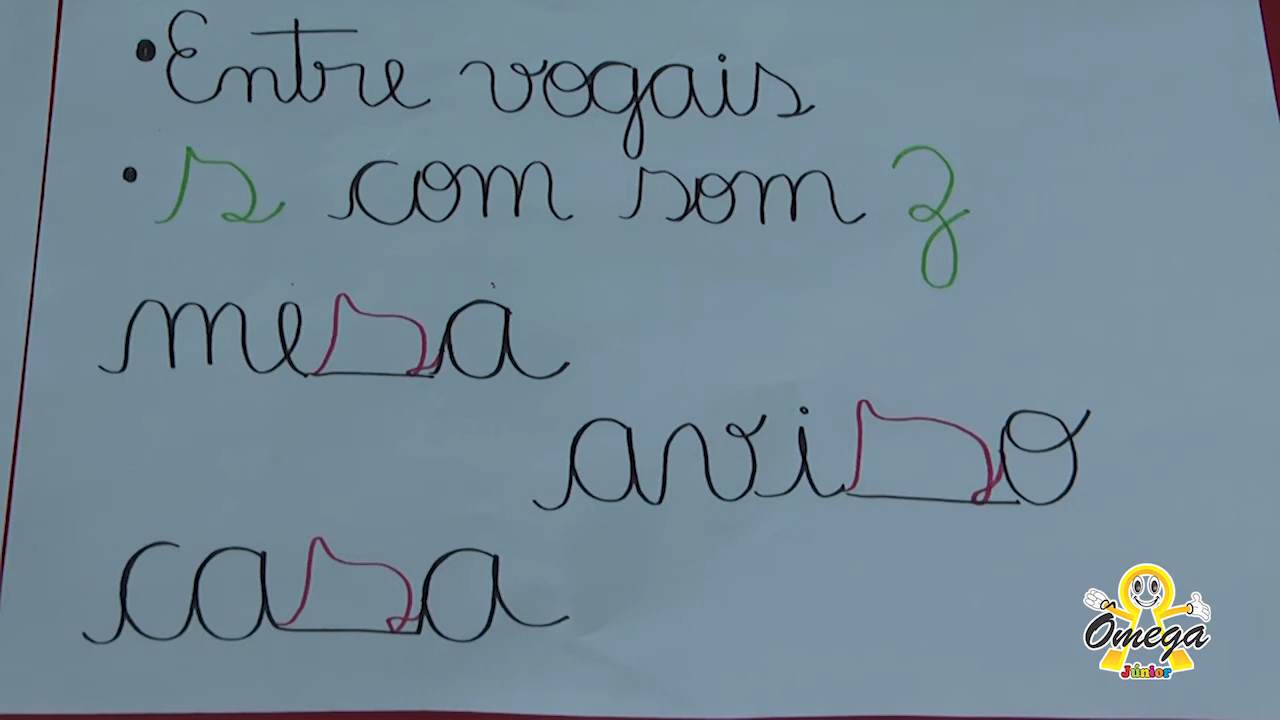 • Entre vogais
• s com som z
mesa
aviso
casa
Ômega
Júnior